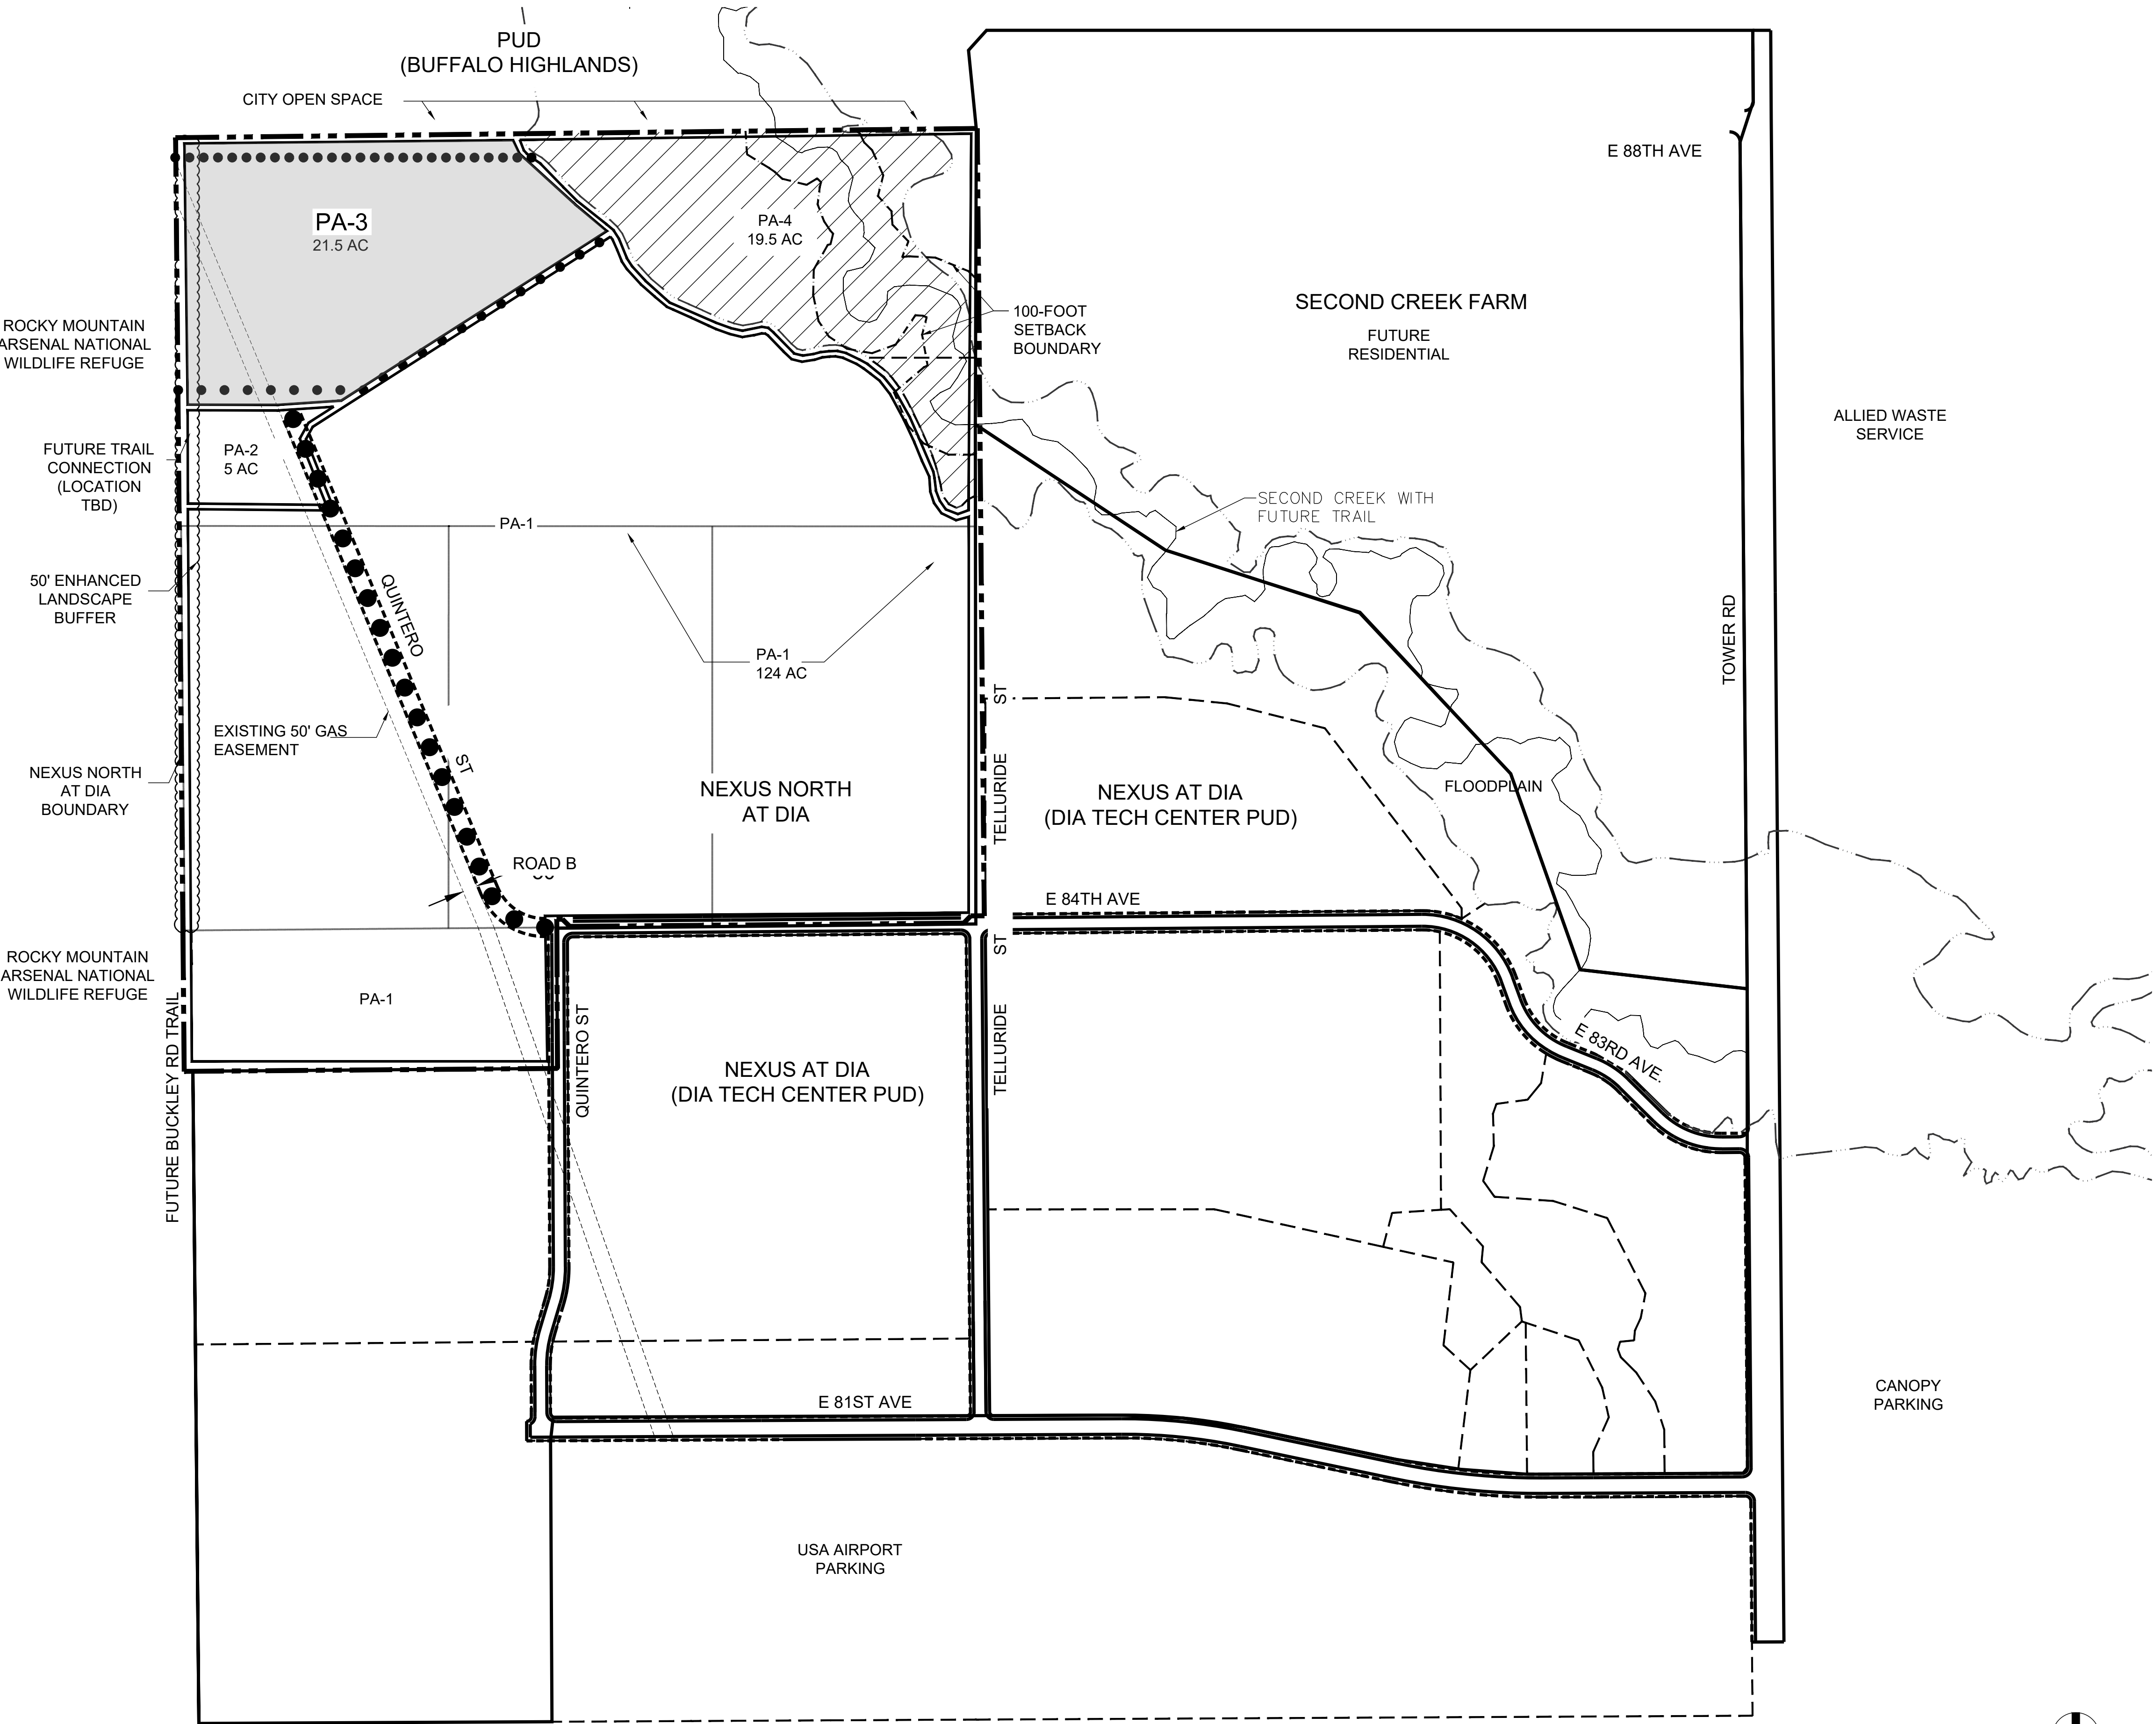 PUD
(BUFFALO HIGHLANDS)
CITY OPEN SPACE
E 88TH AVE
PA-3
21.5 AC
PA-4
19.5 AC
100-FOOT
SETBACK
BOUNDARY
SECOND CREEK FARM
FUTURE
RESIDENTIAL
ROCKY MOUNTAIN
ARSENAL NATIONAL
WILDLIFE REFUGE
ALLIED WASTE
SERVICE
FUTURE TRAIL
CONNECTION
(LOCATION
TBD)
PA-2
5 AC
SECOND CREEK WITH
FUTURE TRAIL
PA-1
50' ENHANCED
LANDSCAPE
BUFFER
QUINTERO
ST
PA-1
124 AC
TOWER RD
EXISTING 50' GAS
EASEMENT
NEXUS NORTH
AT DIA
BOUNDARY
NEXUS NORTH
AT DIA
TELLURIDE
ST
NEXUS AT DIA
(DIA TECH CENTER PUD)
FLOODPLAIN
ROAD B
E 84TH AVE
ROCKY MOUNTAIN
ARSENAL NATIONAL
WILDLIFE REFUGE
PA-1
FUTURE BUCKLEY RD TRAIL
QUINTERO ST
TELLURIDE
ST
E 83RD AVE.
NEXUS AT DIA
(DIA TECH CENTER PUD)
E 81ST AVE
CANOPY
PARKING
USA AIRPORT
PARKING